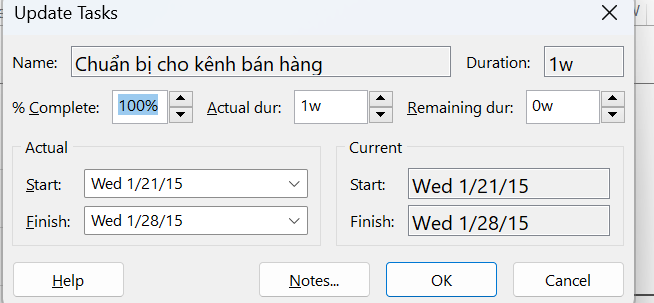 Update Tasks
Name: Chuẩn bị cho kênh bán hàng Duration: 1w
% Complete: 100% Actual dur: 1w Remaining dur: 0w
Actual Current
Start: Wed 1/21/15 Start: Wed 1/21/15
Finish: Wed 1/28/15 Finish: Wed 1/28/15
Help Notes... OK Cancel